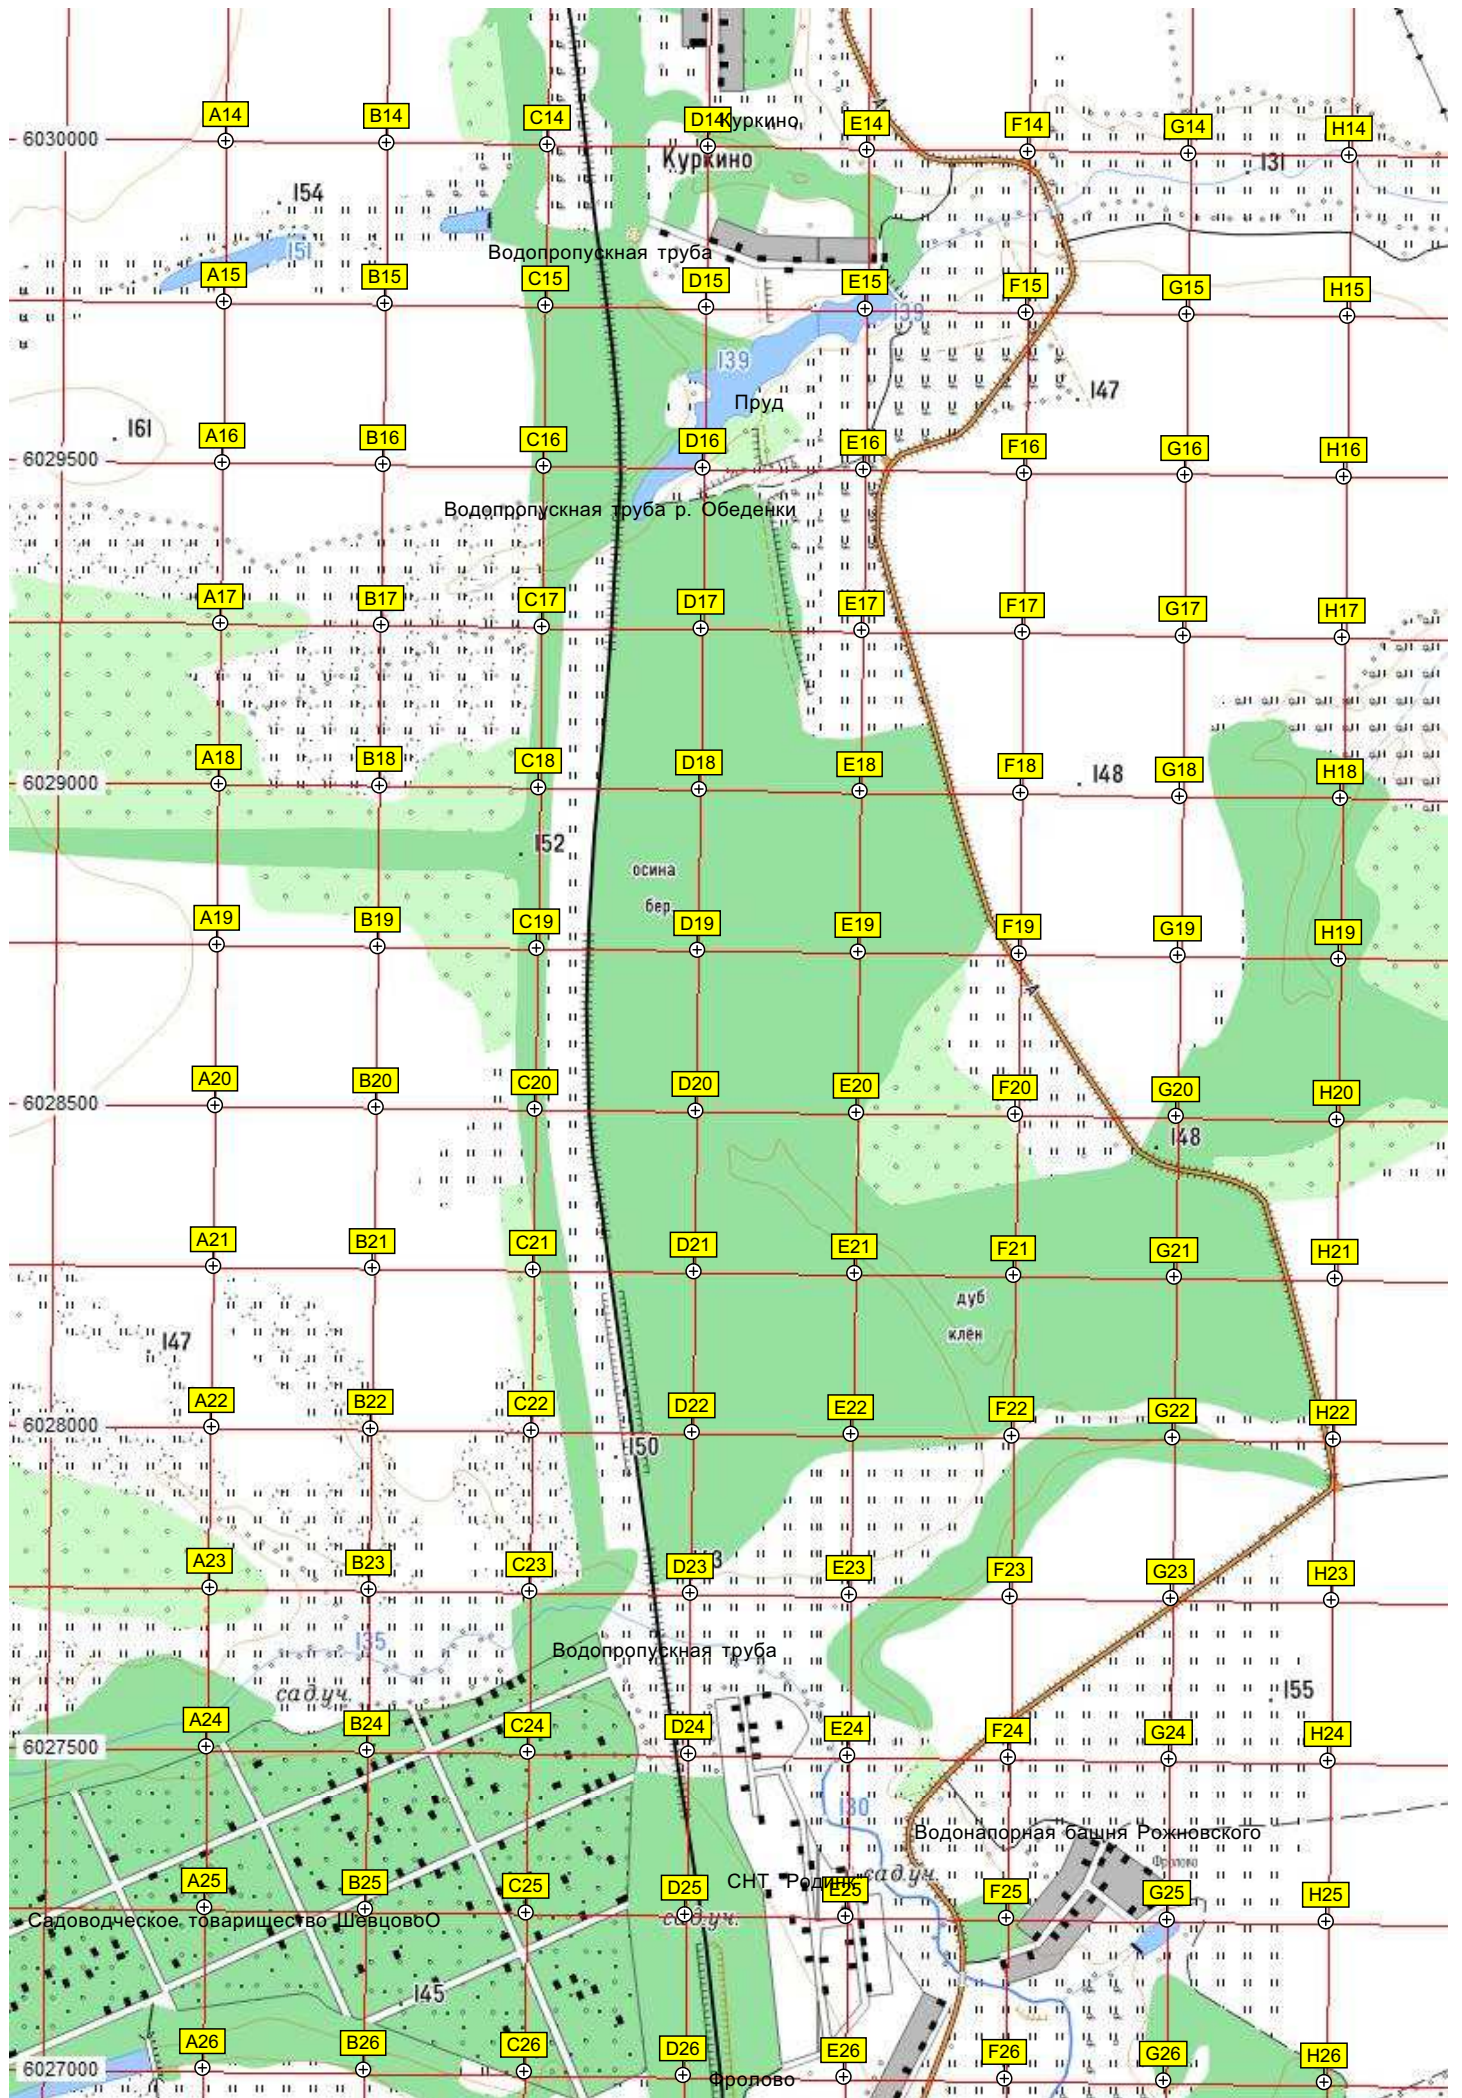 A14 B14 C14 D14 Куркино E14 F14 G14 H14
6030000
Куркино
131
154
151
Водопропускная труба
A15 B15 C15 D15 E15 F15 G15 H15
139
139
147
Пруд
161
A16 B16 C16 D16 E16 F16 G16 H16
6029500
Водопропускная труба р. Обеденки
A17 B17 C17 D17 E17 F17 G17 H17
A18 B18 C18 D18 E18 F18 G18 H18
148
6029000
152
осина
бер.
A19 B19 C19 D19 E19 F19 G19 H19
А
A20 B20 C20 D20 E20 F20 G20 H20
6028500
148
A21 B21 C21 D21 E21 F21 G21 H21
дуб
клён
147
A22 B22 C22 D22 E22 F22 G22 H22
6028000
150
A23 B23 C23 D23 E23 F23 G23 H23
135
Водопропускная труба
сад.уч.
155
A24 B24 C24 D24 E24 F24 G24 H24
6027500
130
Водонапорная башня Рожновского
Фролово
сад.уч.
СНТ "Родник"
A25 B25 C25 D25 E25 F25 G25 H25
Садоводческое товарищество ШевцовоО
сад.уч.
145
A26 B26 C26 D26 E26 F26 G26 H26
6027000
Фролово